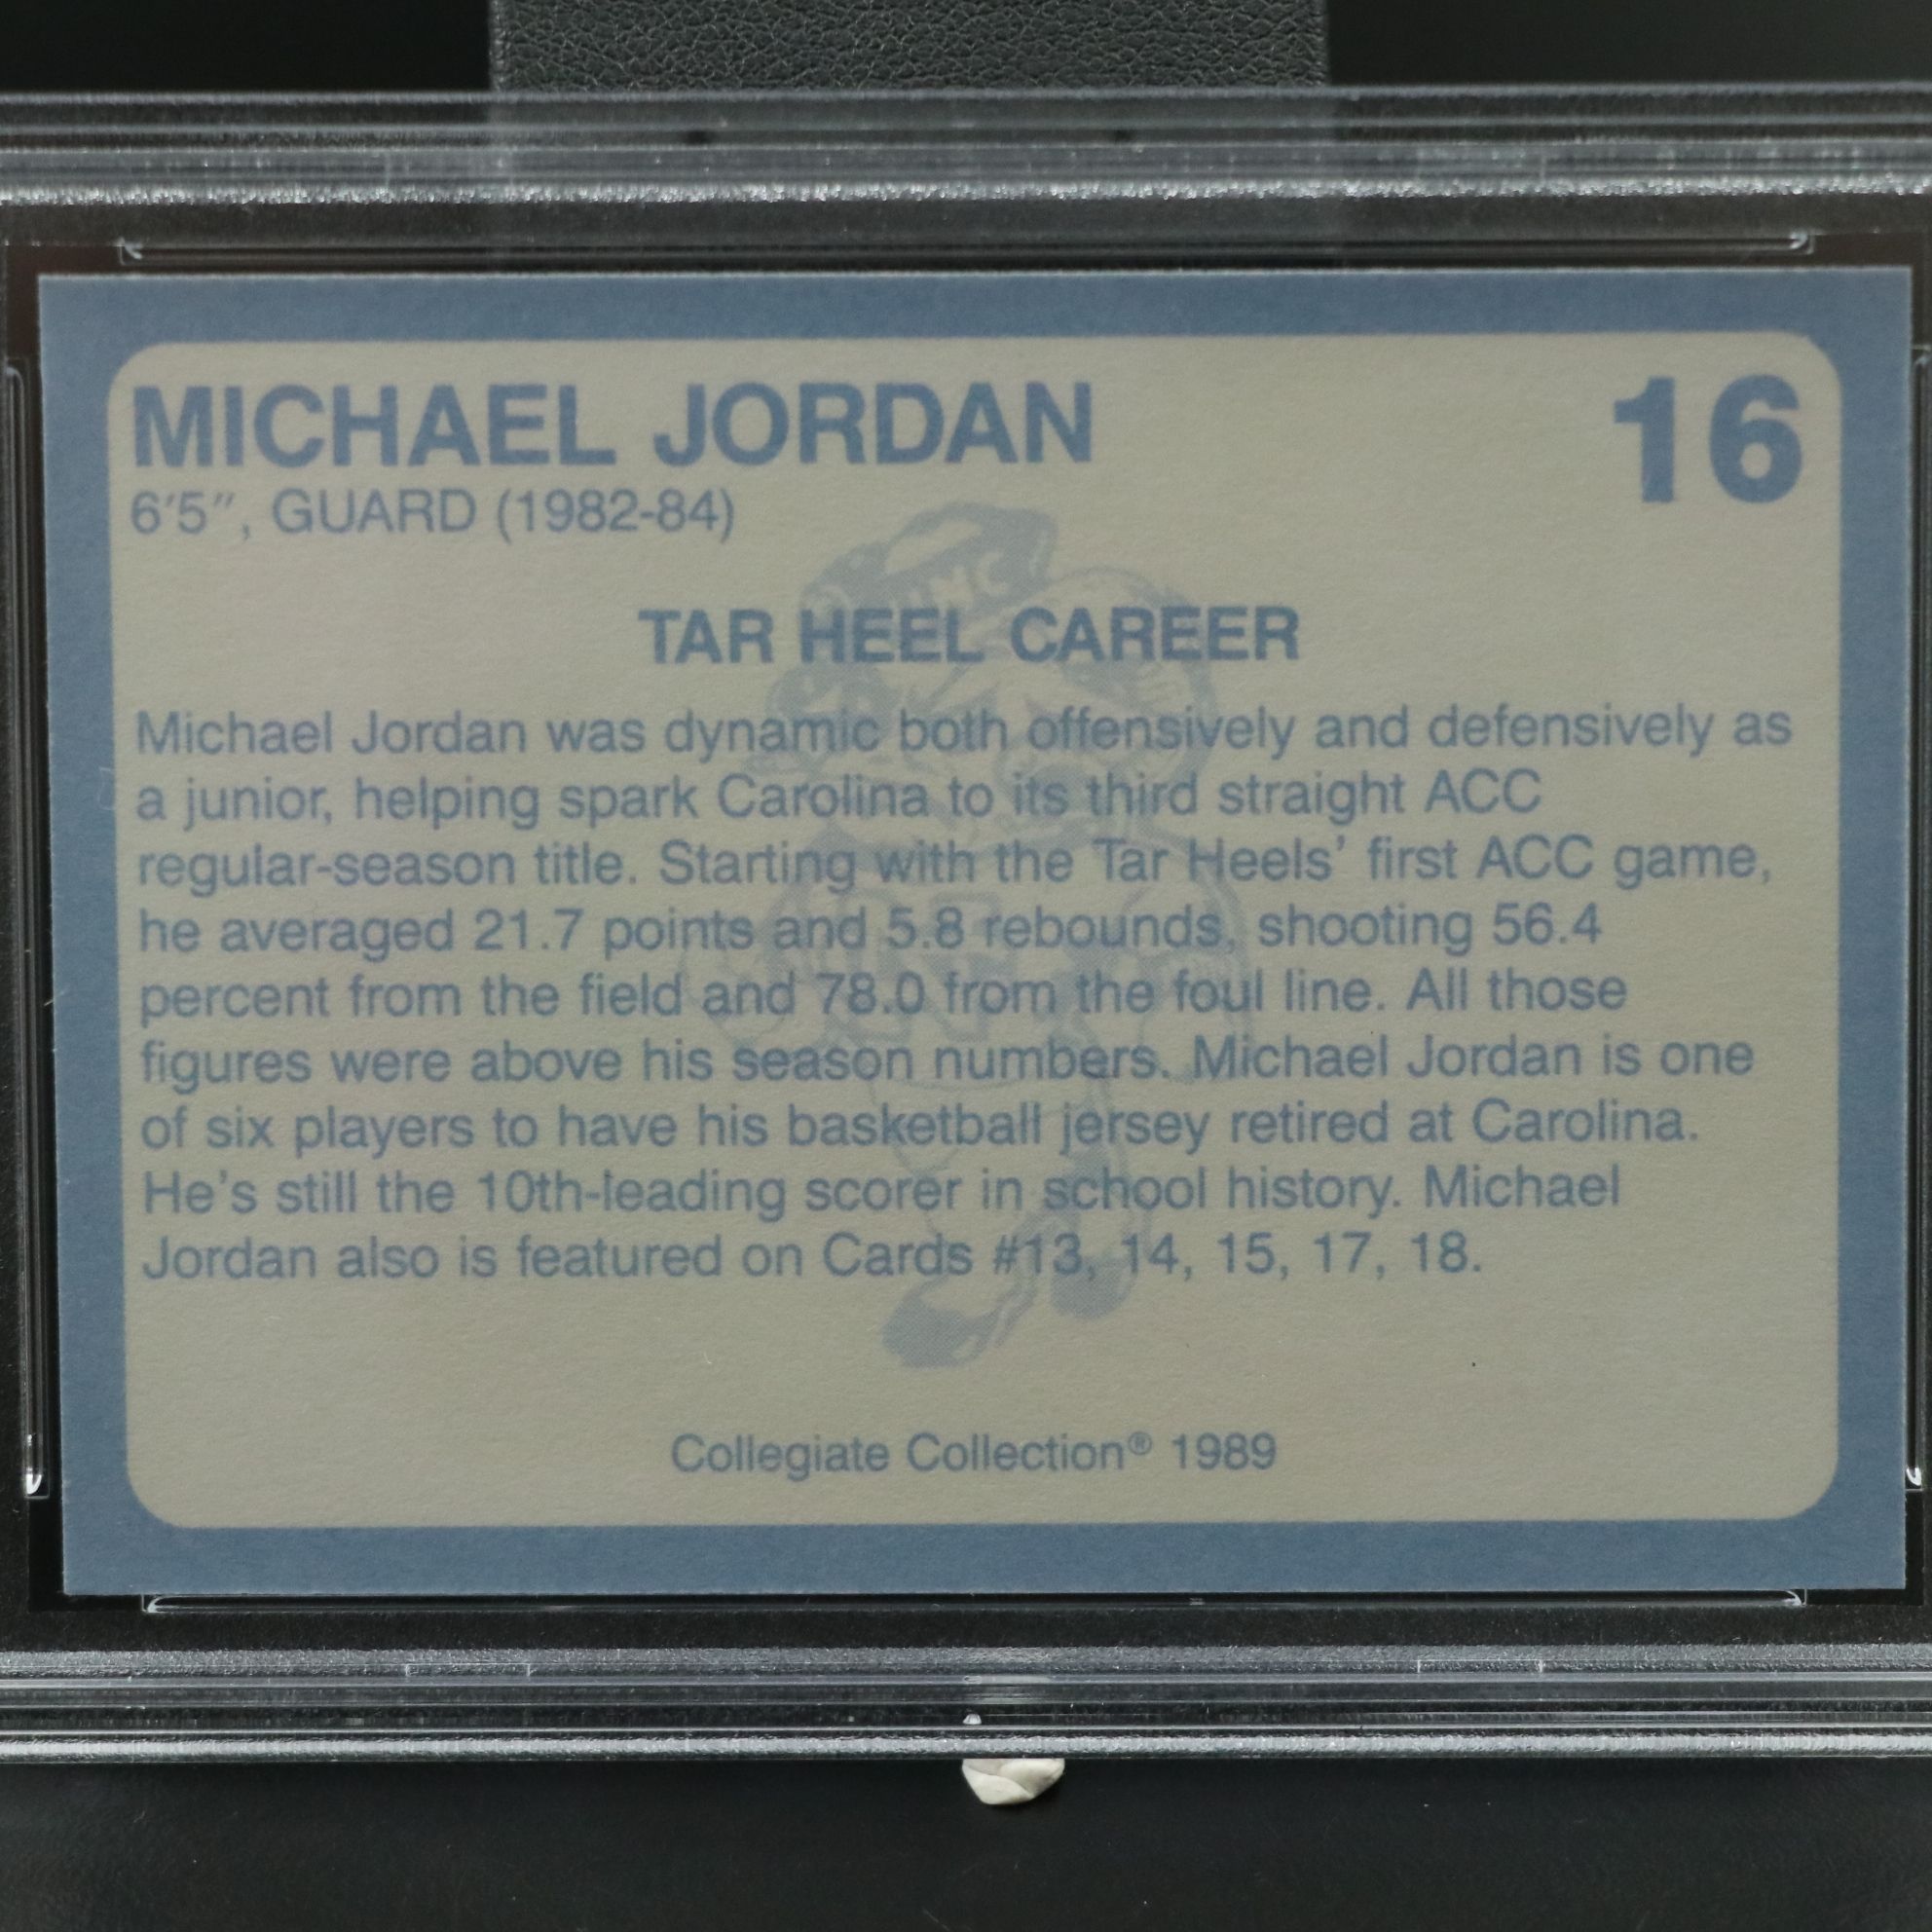 MICHAEL JORDAN
16
6'5", GUARD (1982-84)
UNC
TAR HEEL CAREER
Michael Jordan was dynamic both offensively and defensively as
a junior, helping spark Carolina to its third straight ACC
regular-season title. Starting with the Tar Heels' first ACC game,
he averaged 21.7 points and 5.8 rebounds, shooting 56.4
percent from the field and 78.0 from the foul line. All those
figures were above his season numbers. Michael Jordan is one
of six players to have his basketball jersey retired at Carolina.
He's still the 10th-leading scorer in school history. Michael
Jordan also is featured on Cards #13, 14, 15, 17, 18.
Collegiate Collection® 1989